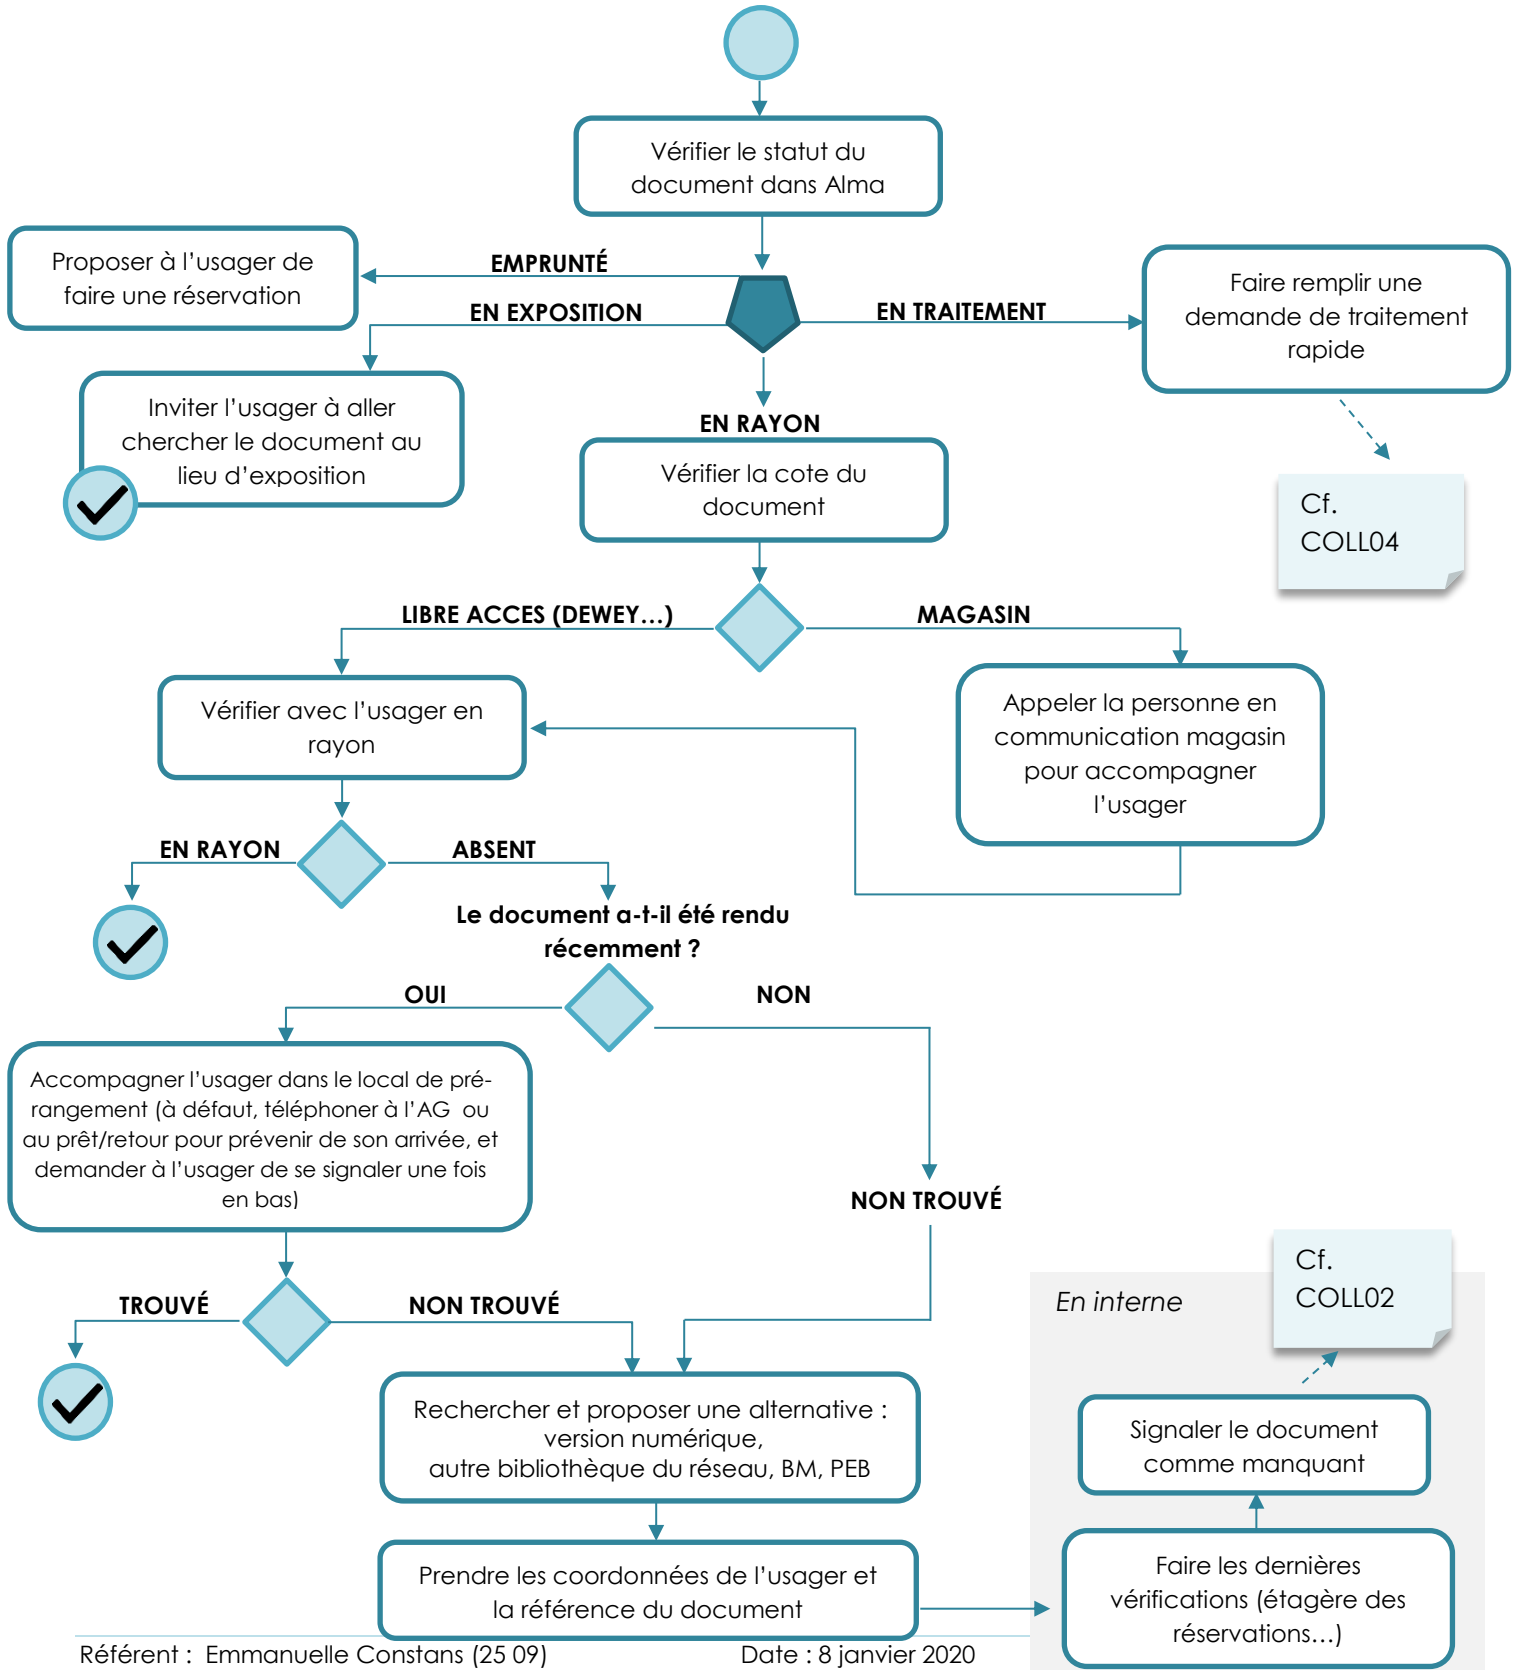 Vérifier le statut du
document dans Alma
EMPRUNTÉ
Proposer à l'usager de
faire une réservation
EN EXPOSITION
EN TRAITEMENT
Faire remplir une
demande de traitement
rapide
Inviter l'usager à aller
chercher le document au
lieu d'exposition
EN RAYON
Vérifier la cote du
document
Cf.
COLL04
LIBRE ACCES (DEWEY…)
MAGASIN
Vérifier avec l'usager en
rayon
Appeler la personne en
communication magasin
pour accompagner
l'usager
EN RAYON
ABSENT
Le document a-t-il été rendu
récemment ?
OUI
NON
Accompagner l'usager dans le local de pré-
rangement (à défaut, téléphoner à l'AG  ou
au prêt/retour pour prévenir de son arrivée, et
demander à l'usager de se signaler une fois
en bas)
NON TROUVÉ
TROUVÉ
NON TROUVÉ
En interne
Cf.
COLL02
Rechercher et proposer une alternative :
version numérique,
autre bibliothèque du réseau, BM, PEB
Signaler le document
comme manquant
Prendre les coordonnées de l'usager et
la référence du document
Faire les dernières
vérifications (étagère des
réservations…)
Référent :  Emmanuelle Constans (25 09)
Date : 8 janvier 2020